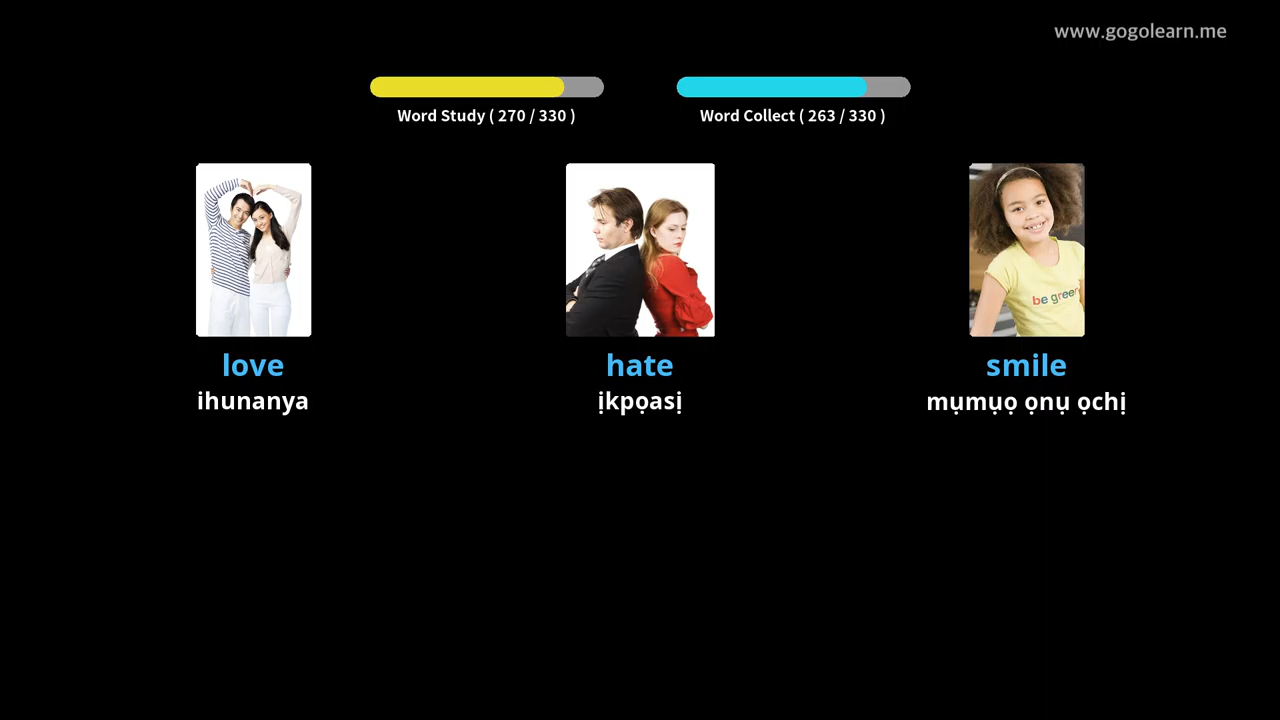 www.gogolearn.me
Word Study ( 270 / 330 )
Word Collect ( 263 / 330 )
be green
love
hate
smile
ihunanya
ịkpọasị
mụmụọ ọnụ ọchị